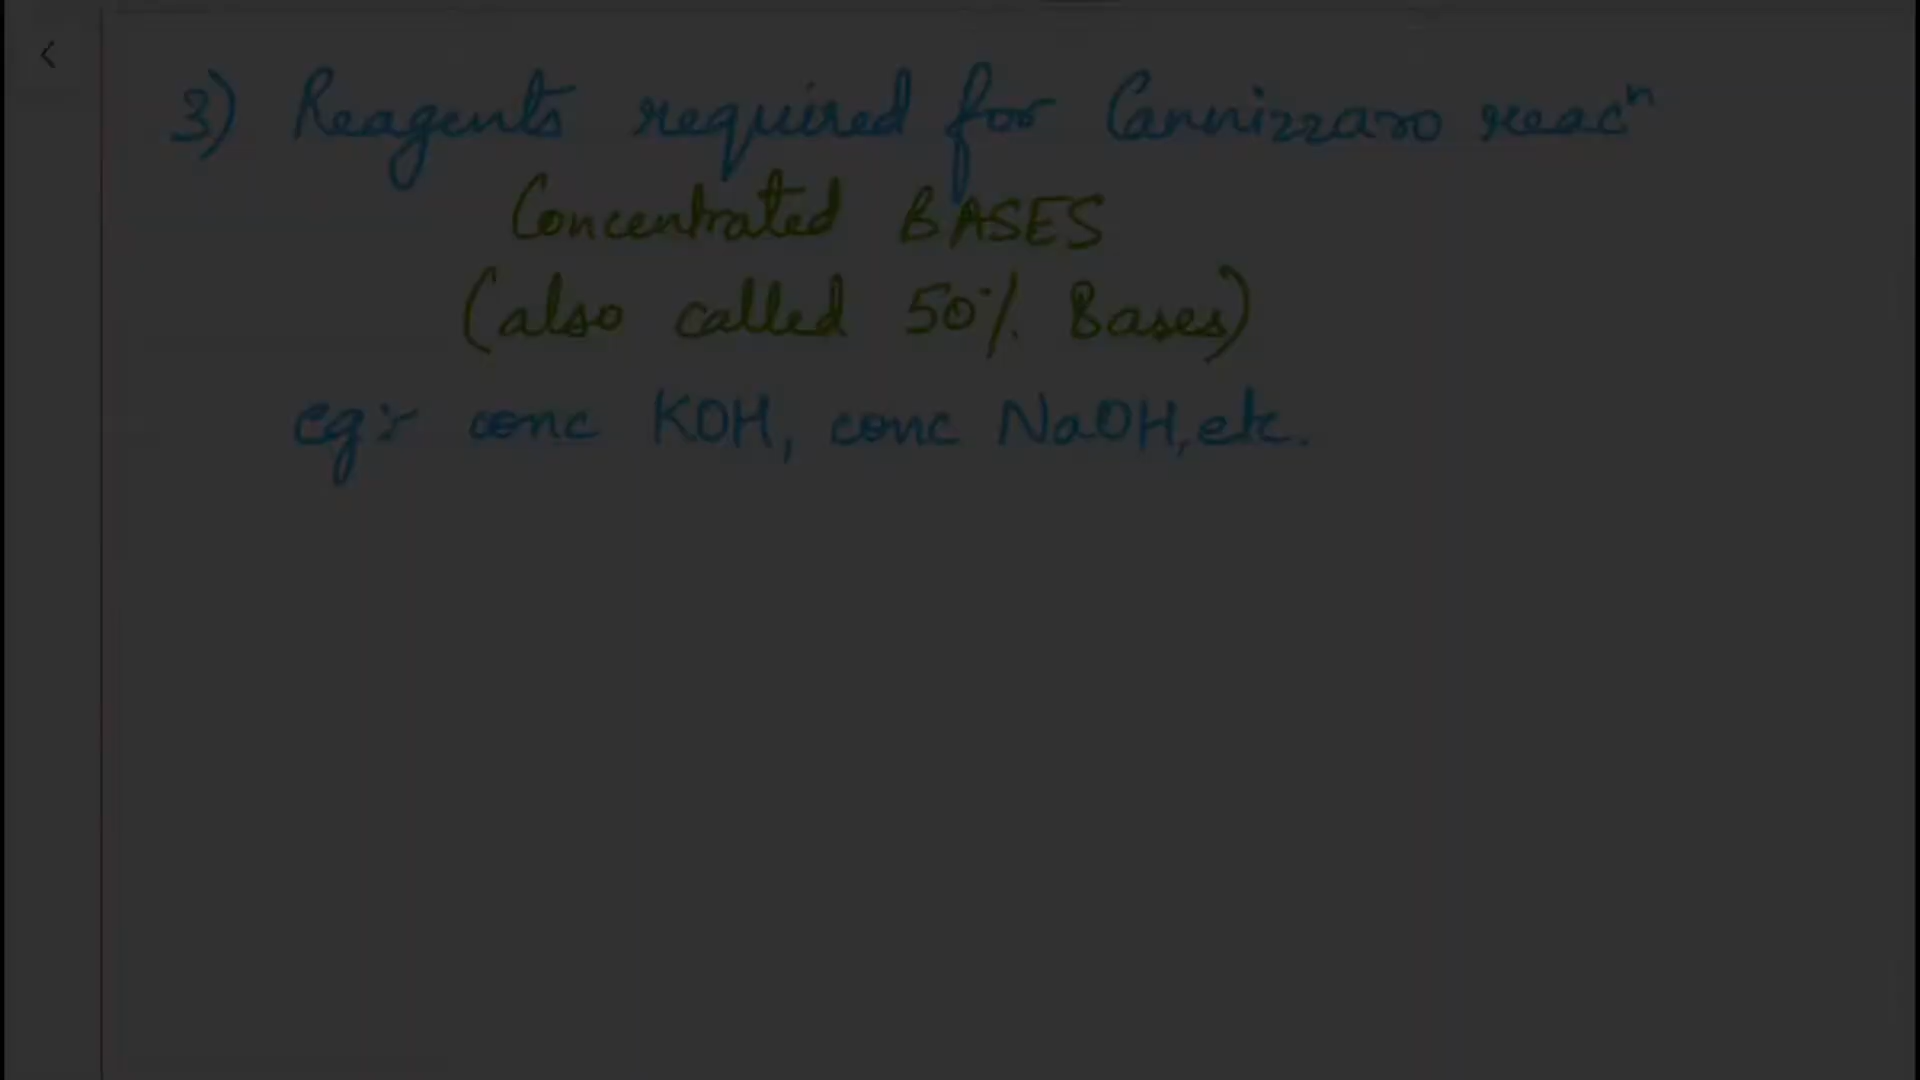 3) Reagents required for Cannizzaro reacⁿ
Concentrated BASES
(also called 50% Bases)
eg:- conc KOH, conc NaOH, etc.